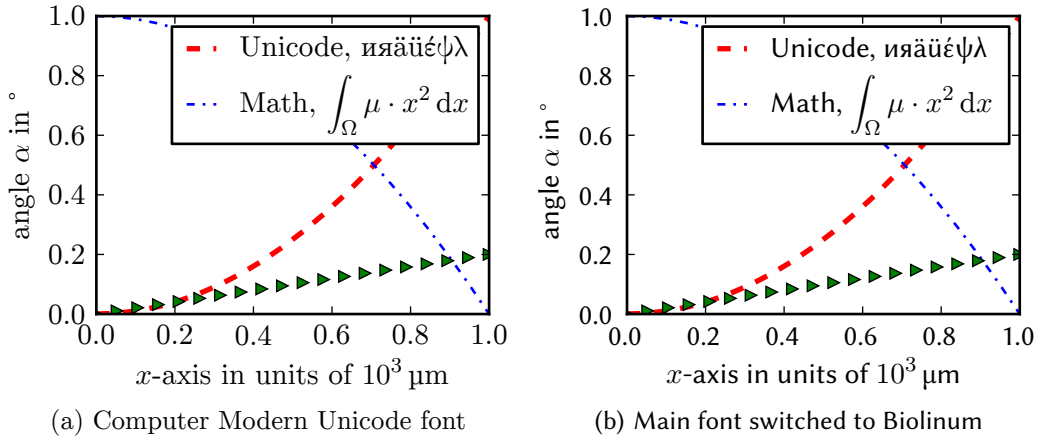 1.0
0.8
0.6
0.4
0.2
0.0
angle α in °
Unicode, ияäüέψλ
Math, ∫_Ω μ · x² dx
0.0 0.2 0.4 0.6 0.8 1.0
x-axis in units of 10³ µm
(a) Computer Modern Unicode font
1.0
0.8
0.6
0.4
0.2
0.0
angle α in °
Unicode, ияäüέψλ
Math, ∫_Ω μ · x² dx
0.0 0.2 0.4 0.6 0.8 1.0
x-axis in units of 10³ µm
(b) Main font switched to Biolinum